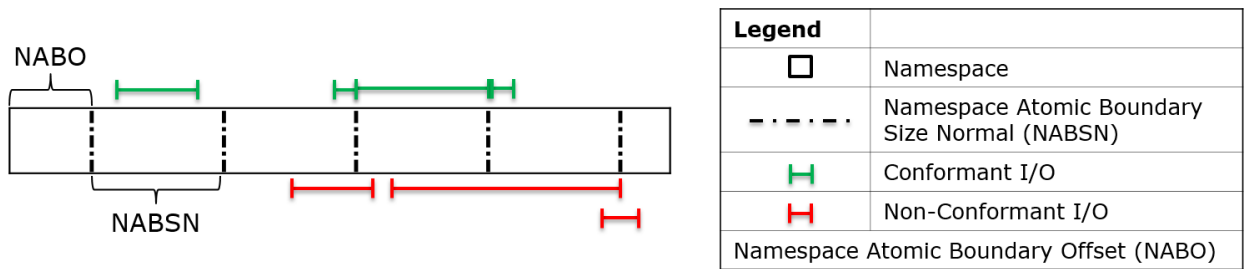 NABO
NABSN
Legend
Namespace
Namespace Atomic Boundary
Size Normal (NABSN)
Conformant I/O
Non-Conformant I/O
Namespace Atomic Boundary Offset (NABO)